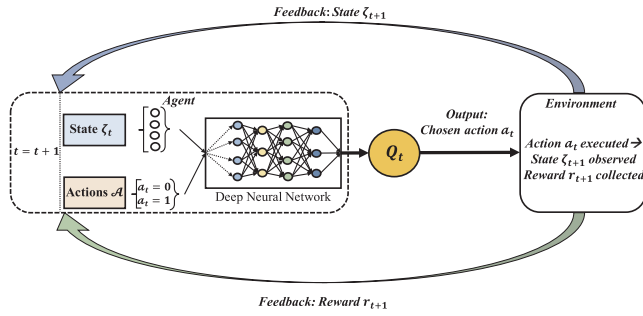 Feedback: State ζt+1
Agent
State ζt
t = t + 1
Actions 𝒜
at = 0
at = 1
Deep Neural Network
Qt
Output:
Chosen action at
Environment
Action at executed →
State ζt+1 observed
Reward rt+1 collected
Feedback: Reward rt+1